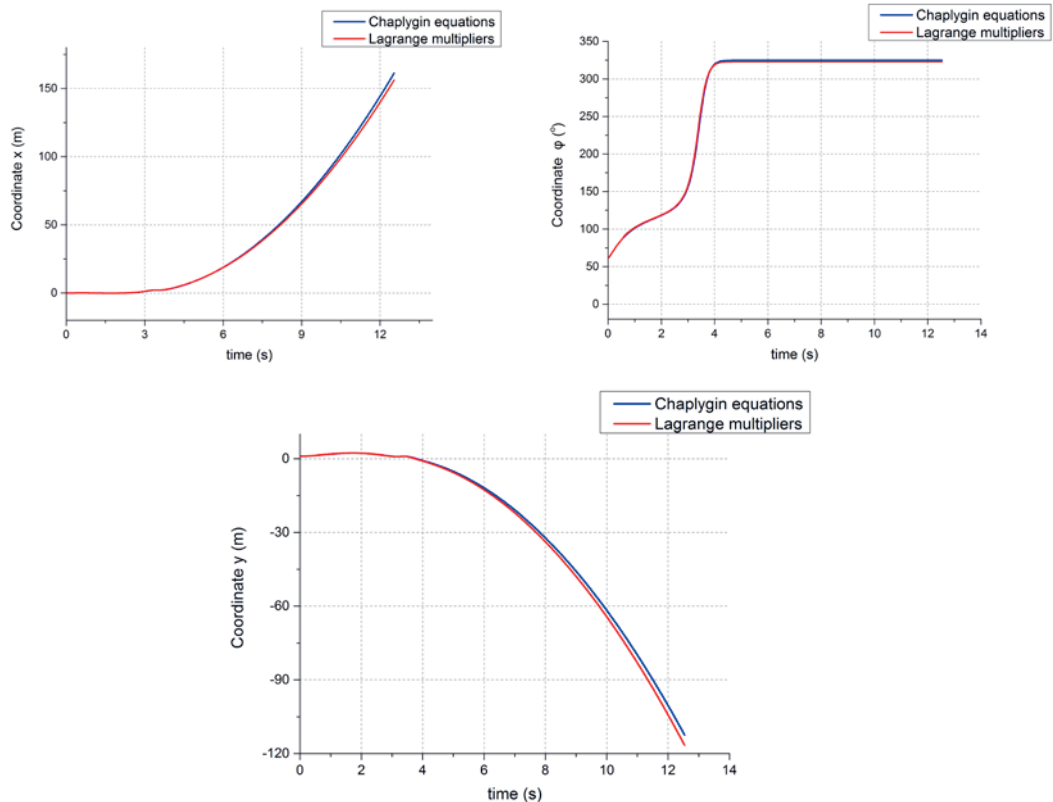 Chaplygin equations
Lagrange multipliers
150
100
50
0
Coordinate x (m)
0 3 6 9 12
time (s)
Chaplygin equations
Lagrange multipliers
350
300
250
200
150
100
50
0
Coordinate φ (°)
0 2 4 6 8 10 12 14
time (s)
Chaplygin equations
Lagrange multipliers
0
-30
-60
-90
-120
Coordinate y (m)
0 2 4 6 8 10 12 14
time (s)